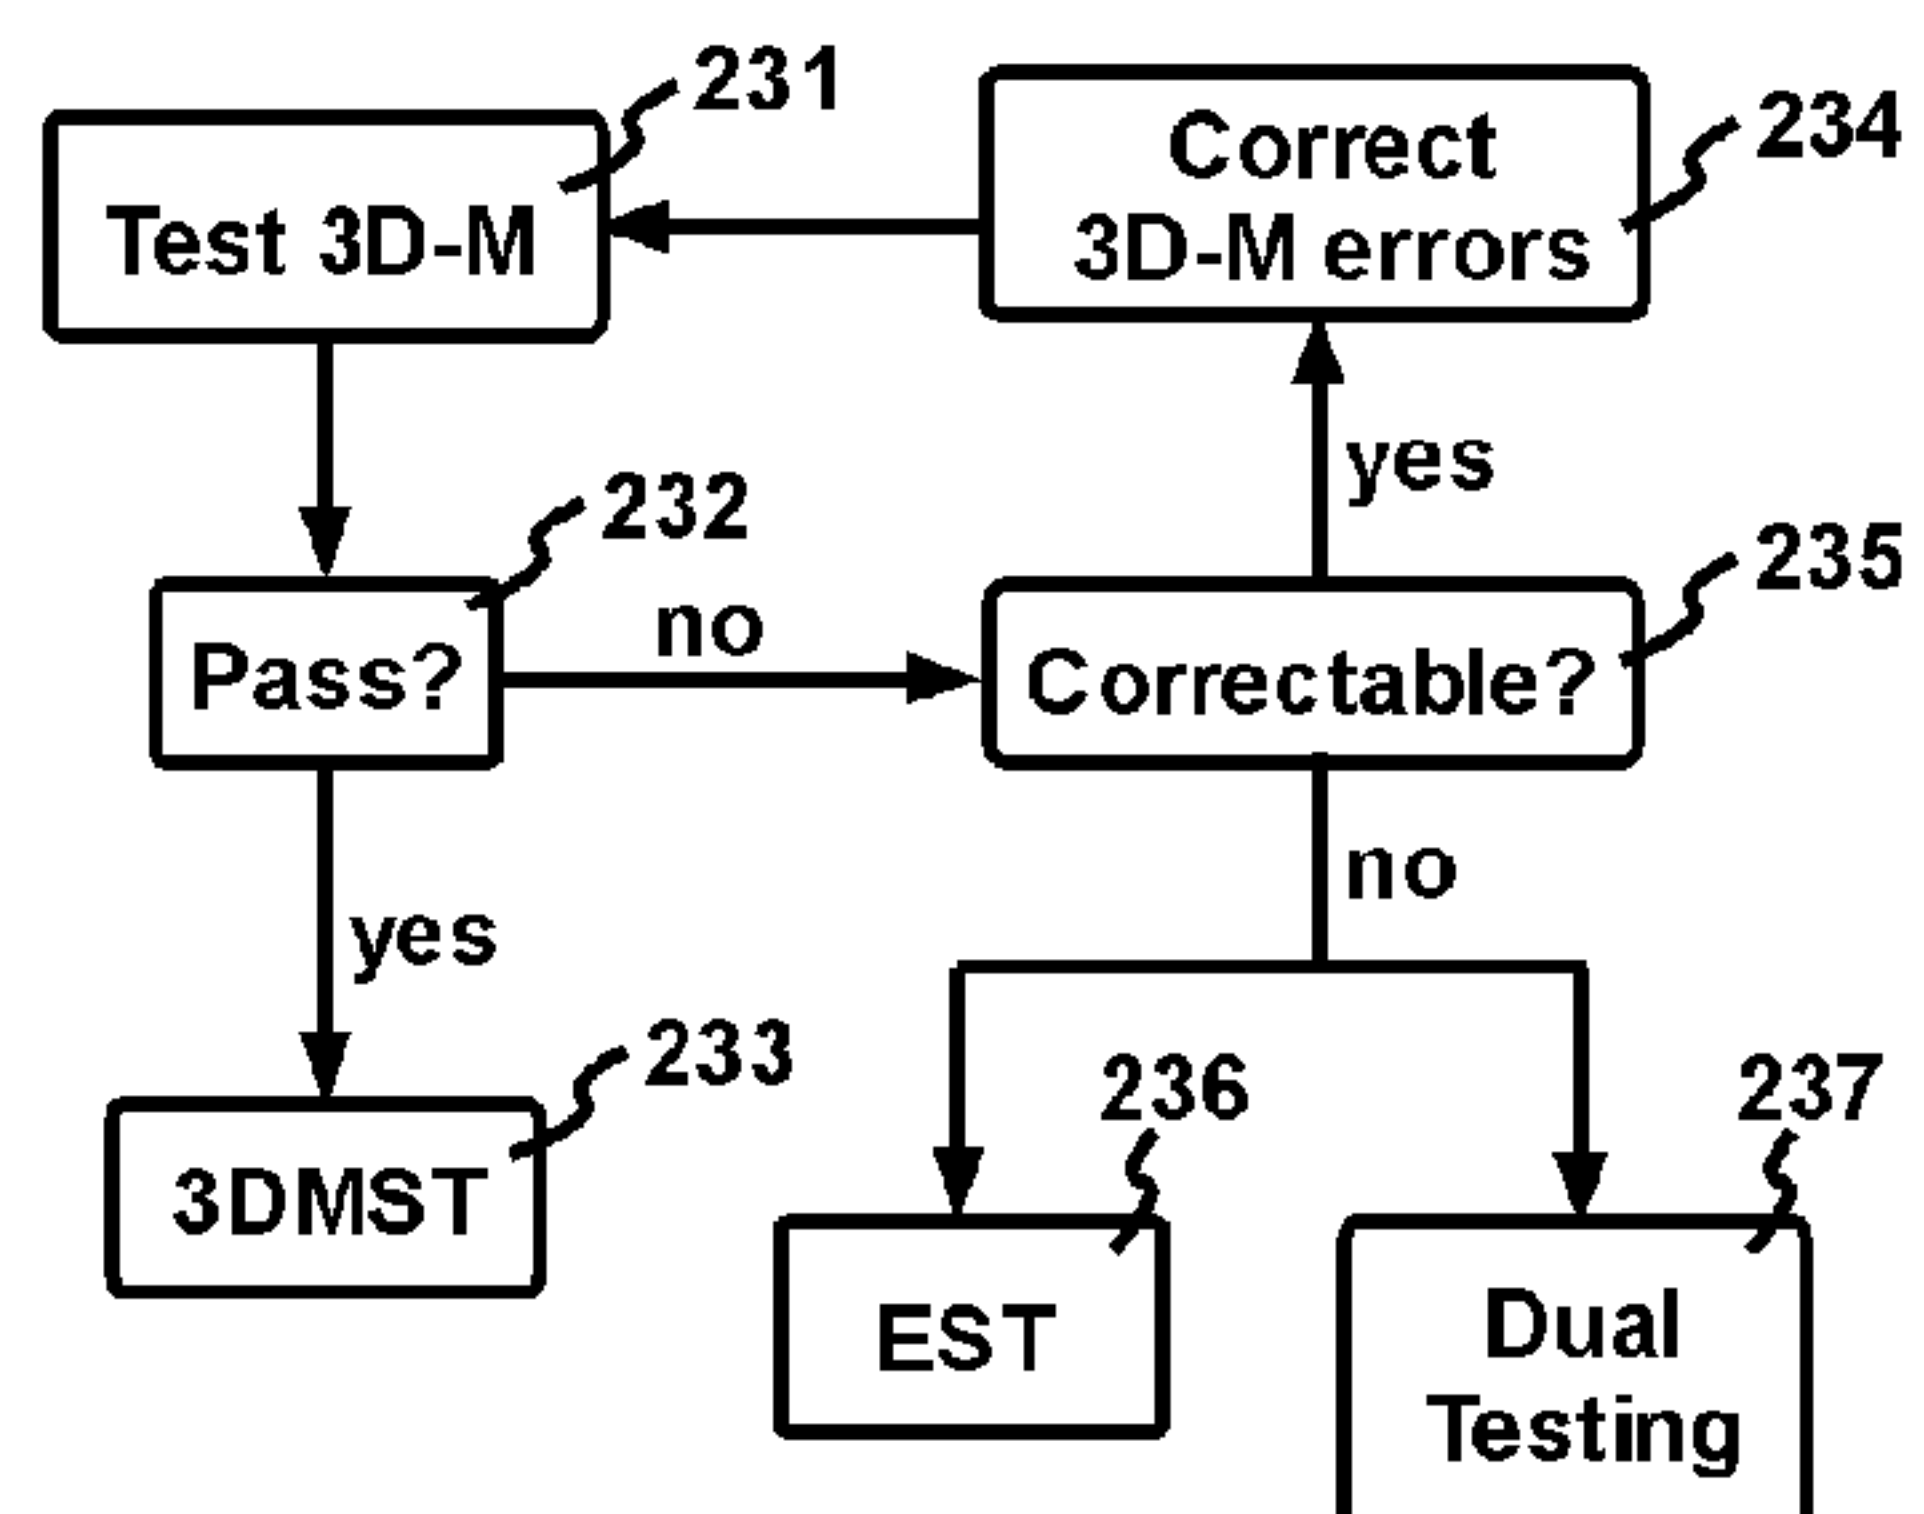 231
Test 3D-M
Correct
3D-M errors
234
yes
232
Pass?
no
Correctable?
235
yes
no
233
3DMST
236
EST
237
Dual
Testing